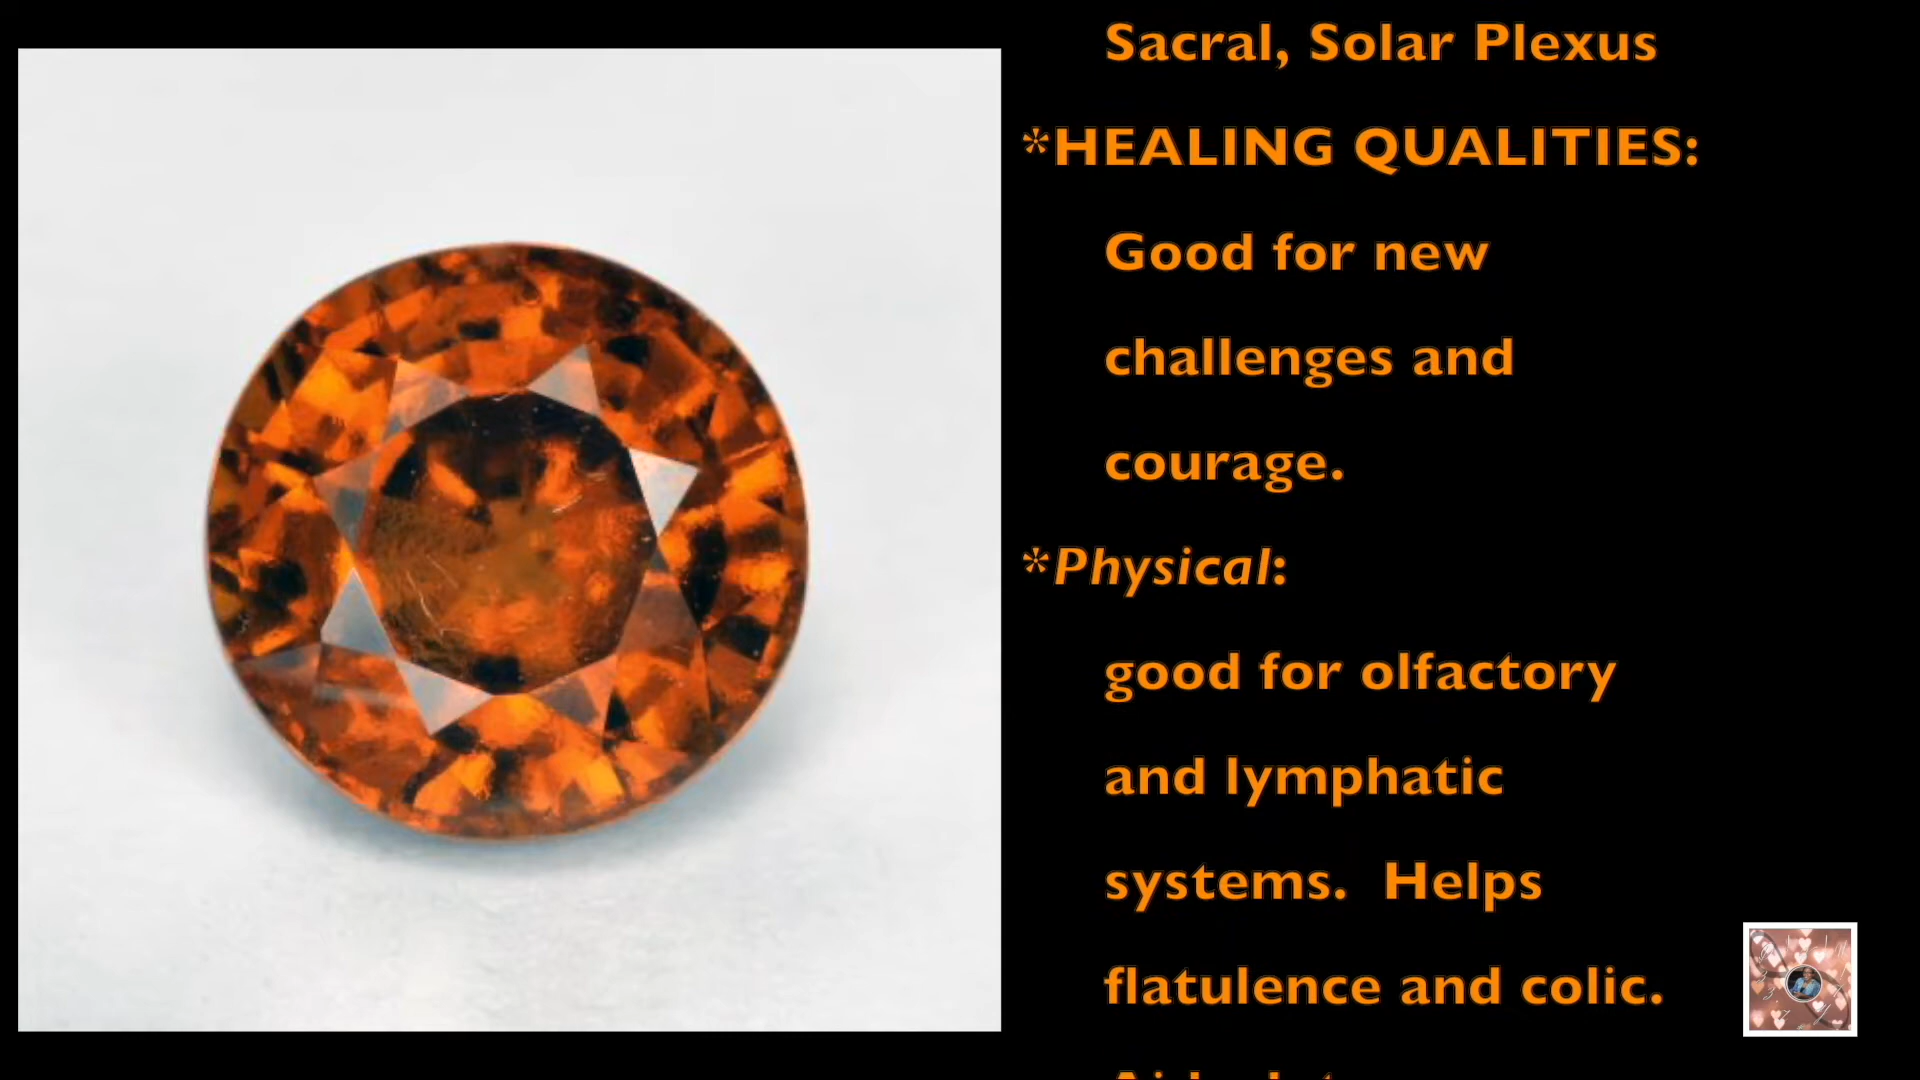 Sacral, Solar Plexus
*HEALING QUALITIES:
Good for new
challenges and
courage.
*Physical:
good for olfactory
and lymphatic
systems.  Helps
flatulence and colic.